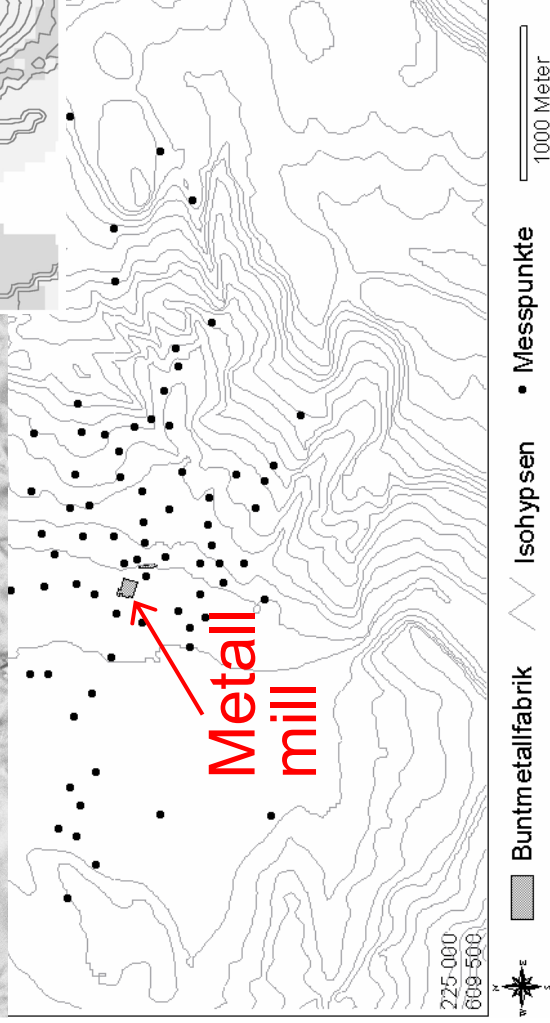 Metall
mill
225 000
609 500
N
W E
S
Buntmetallfabrik
Isohypsen
Messpunkte
1000 Meter